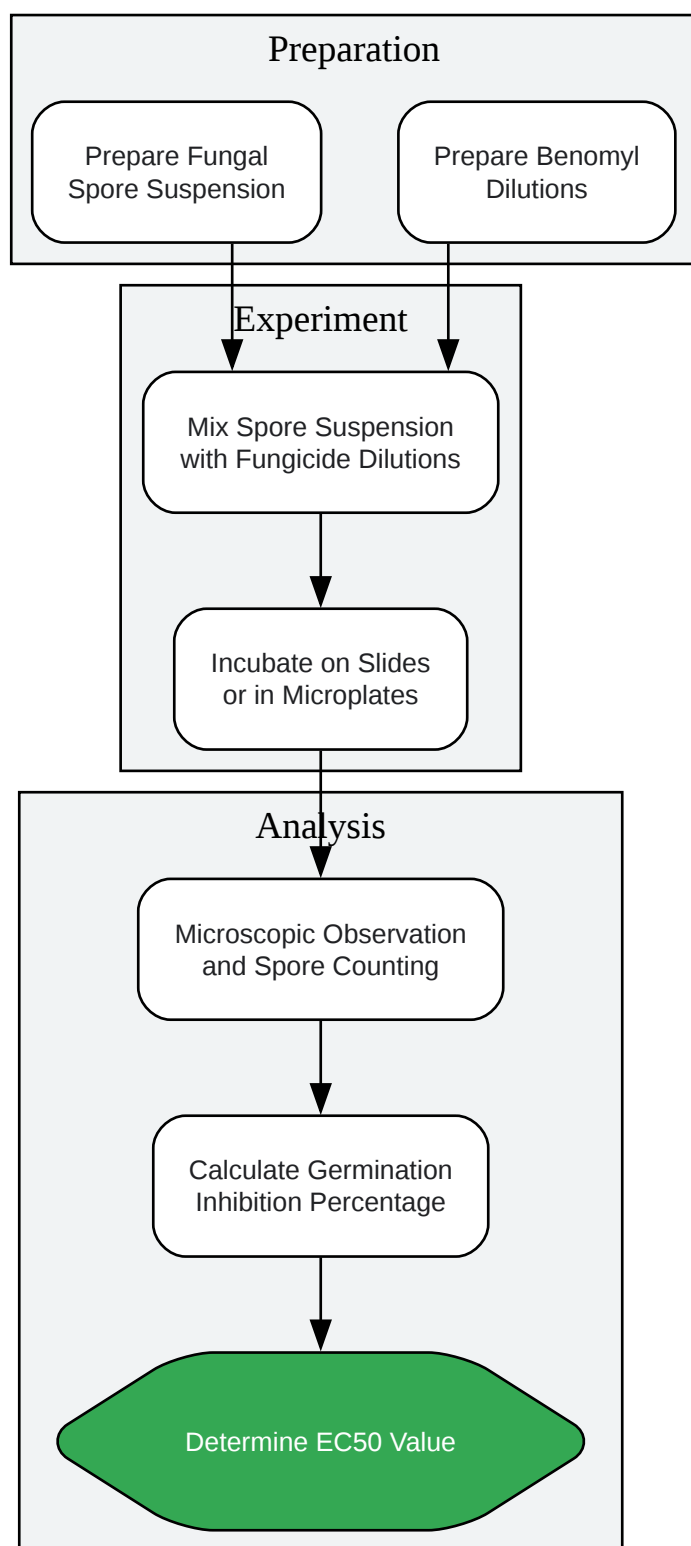 Preparation
Prepare Fungal
Spore Suspension
Prepare Benomyl
Dilutions
Experiment
Mix Spore Suspension
with Fungicide Dilutions
Incubate on Slides
or in Microplates
Analysis
Microscopic Observation
and Spore Counting
Calculate Germination
Inhibition Percentage
Determine EC50 Value